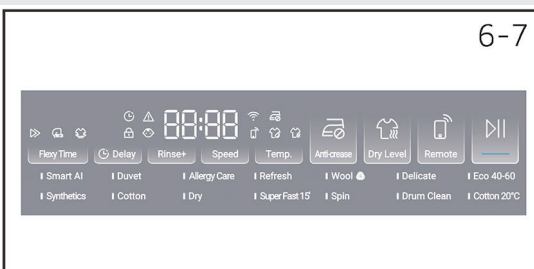 6-7
88:88
Flexy Time Delay Rinse+ Speed Temp. Anti-crease Dry Level Remote
Smart AI Duvet Allergy Care Refresh Wool Delicate Eco 40-60
Synthetics Cotton Dry Super Fast 15' Spin Drum Clean Cotton 20°C